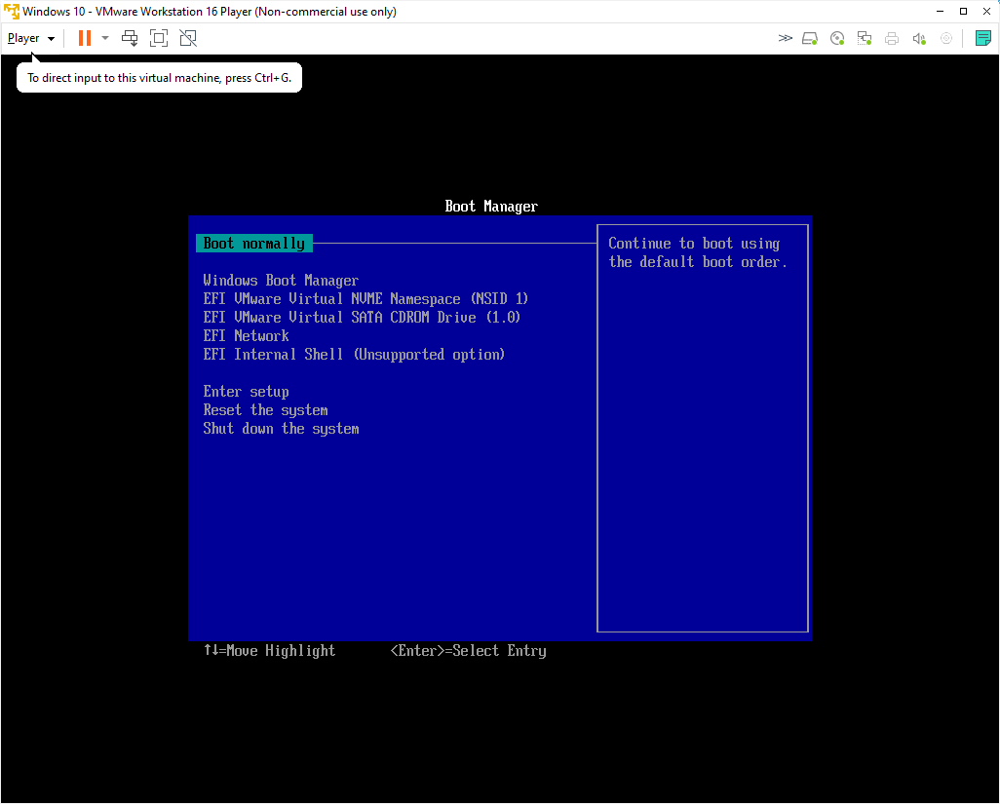 Windows 10 - VMware Workstation 16 Player (Non-commercial use only)
Player
To direct input to this virtual machine, press Ctrl+G.
Boot Manager
Boot normally
Windows Boot Manager
EFI VMware Virtual NVME Namespace (NSID 1)
EFI VMware Virtual SATA CDROM Drive (1.0)
EFI Network
EFI Internal Shell (Unsupported option)
Enter setup
Reset the system
Shut down the system
Continue to boot using
the default boot order.
↑↓=Move Highlight <Enter>=Select Entry